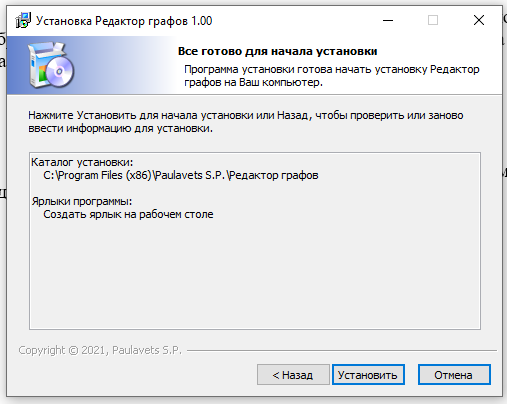 Установка Редактор графов 1.00
Все готово для начала установки
Программа установки готова начать установку Редактор
графов на Ваш компьютер.
Нажмите Установить для начала установки или Назад, чтобы проверить или заново
ввести информацию для установки.
Каталог установки:
C:\Program Files (x86)\Paulavets S.P.\Редактор графов
Ярлыки программы:
Создать ярлык на рабочем столе
Copyright © 2021, Paulavets S.P.
< Назад
Установить
Отмена